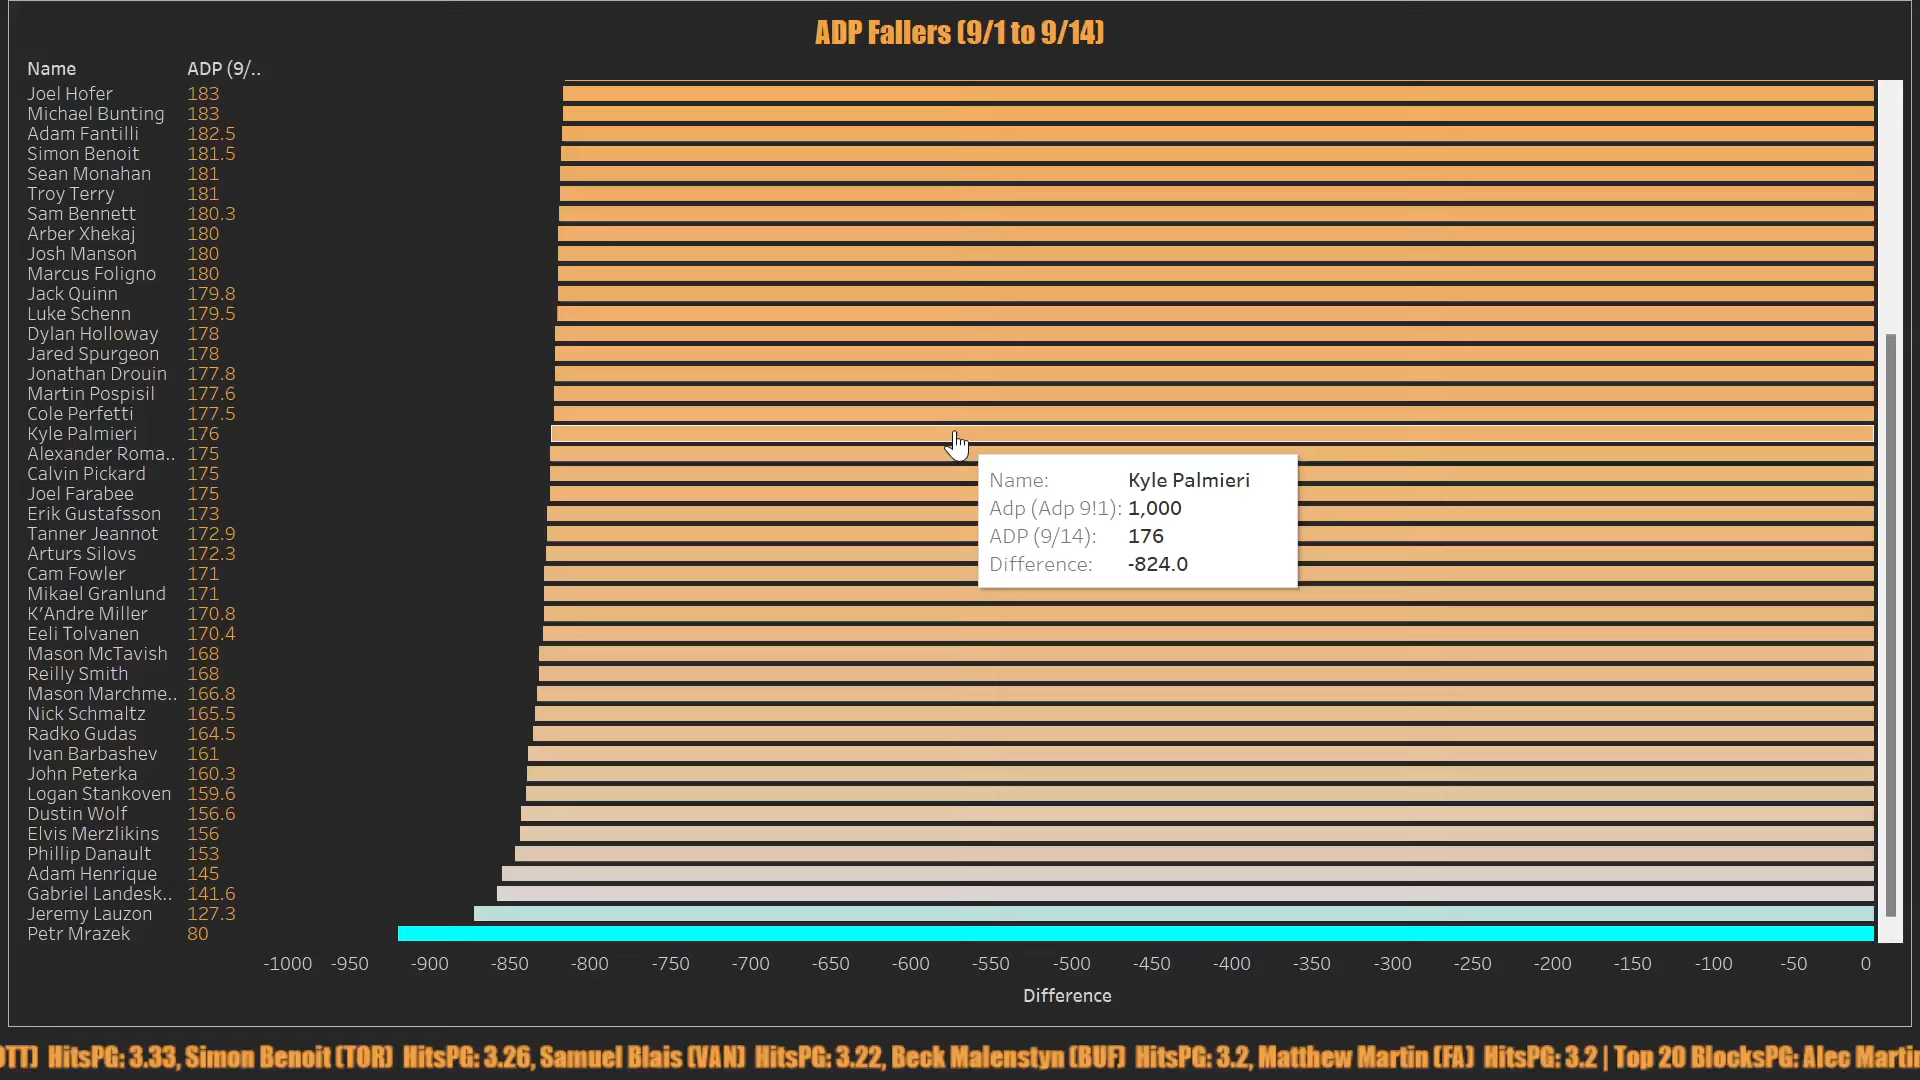 ADP Fallers (9/1 to 9/14)
Name ADP (9/..
Joel Hofer 183
Michael Bunting 183
Adam Fantilli 182.5
Simon Benoit 181.5
Sean Monahan 181
Troy Terry 181
Sam Bennett 180.3
Arber Xhekaj 180
Josh Manson 180
Marcus Foligno 180
Jack Quinn 179.8
Luke Schenn 179.5
Dylan Holloway 178
Jared Spurgeon 178
Jonathan Drouin 177.8
Martin Pospisil 177.6
Cole Perfetti 177.5
Kyle Palmieri 176
Alexander Roma.. 175
Calvin Pickard 175
Joel Farabee 175
Erik Gustafsson 173
Tanner Jeannot 172.9
Arturs Silovs 172.3
Cam Fowler 171
Mikael Granlund 171
K'Andre Miller 170.8
Eeli Tolvanen 170.4
Mason McTavish 168
Reilly Smith 168
Mason Marchme.. 166.8
Nick Schmaltz 165.5
Radko Gudas 164.5
Ivan Barbashev 161
John Peterka 160.3
Logan Stankoven 159.6
Dustin Wolf 156.6
Elvis Merzlikins 156
Phillip Danault 153
Adam Henrique 145
Gabriel Landesk.. 141.6
Jeremy Lauzon 127.3
Petr Mrazek 80
Name: Kyle Palmieri
Adp (Adp 9!1): 1,000
ADP (9/14): 176
Difference: -824.0
-1000 -950 -900 -850 -800 -750 -700 -650 -600 -550 -500 -450 -400 -350 -300 -250 -200 -150 -100 -50 0
Difference
OTT) HitsPG: 3.33, Simon Benoit (TOR) HitsPG: 3.26, Samuel Blais (VAN) HitsPG: 3.22, Beck Malenstyn (BUF) HitsPG: 3.2, Matthew Martin (FA) HitsPG: 3.2 | Top 20 BlocksPG: Alec Martin